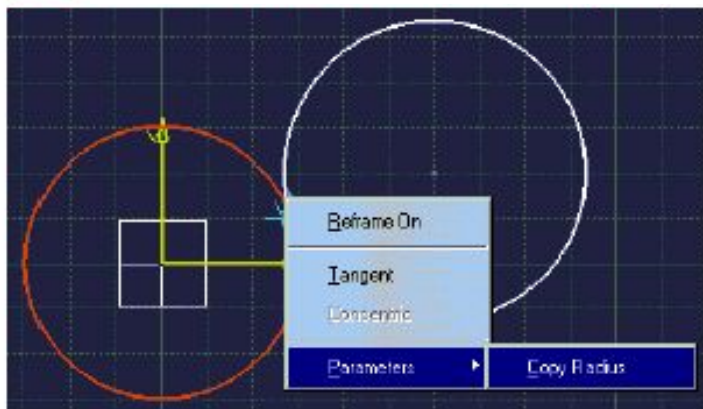 Reframe On
Tangent
Concentric
Parameters
Copy Radius